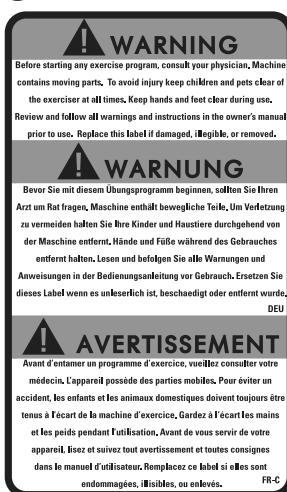 WARNING
Before starting any exercise program, consult your physician. Machine
contains moving parts. To avoid injury keep children and pets clear of
the exerciser at all times. Keep hands and feet clear during use.
Review and follow all warnings and instructions in the owner's manual
prior to use. Replace this label if damaged, illegible, or removed.
WARNUNG
Bevor Sie mit diesem Übungsprogramm beginnen, sollten Sie Ihren
Arzt um Rat fragen. Maschine enthält bewegliche Teile. Um Verletzung
zu vermeiden halten Sie Ihre Kinder und Haustiere durchgehend von
der Maschine entfernt. Hände und Füße während des Gebrauches
entfernt halten. Lesen und befolgen Sie alle Warnungen und
Anweisungen in der Bedienungsanleitung vor Gebrauch. Ersetzen Sie
dieses Label wenn es unleserlich ist, beschaedigt oder entfernt wurde.
DEU
AVERTISSEMENT
Avant d'entamer un programme d'exercice, vueillez consulter votre
médecin. L'appareil possède des parties mobiles. Pour éviter un
accident, les enfants et les animaux domestiques doivent toujours être
tenus à l'écart de la machine d'exercice. Gardez à l'écart les mains
et les peids pendant l'utilisation. Avant de vous servir de votre
appareil, lisez et suivez tout avertissement et toutes consignes
dans le manuel d'utilisateur. Remplacez ce label si elles sont
endommagées, illisibles, ou enlevés.
FR-C